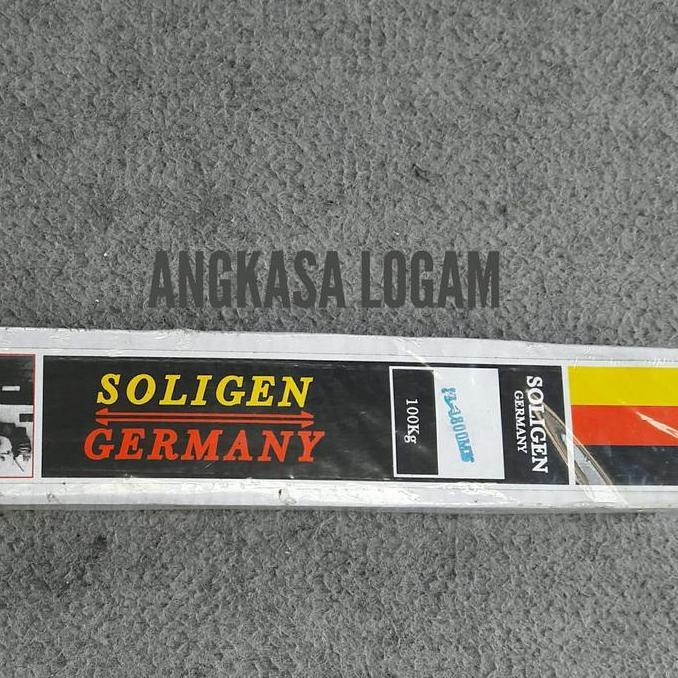 ANGKASA LOGAM
SOLIGEN
GERMANY
100Kg
SOLIGEN
GERMANY